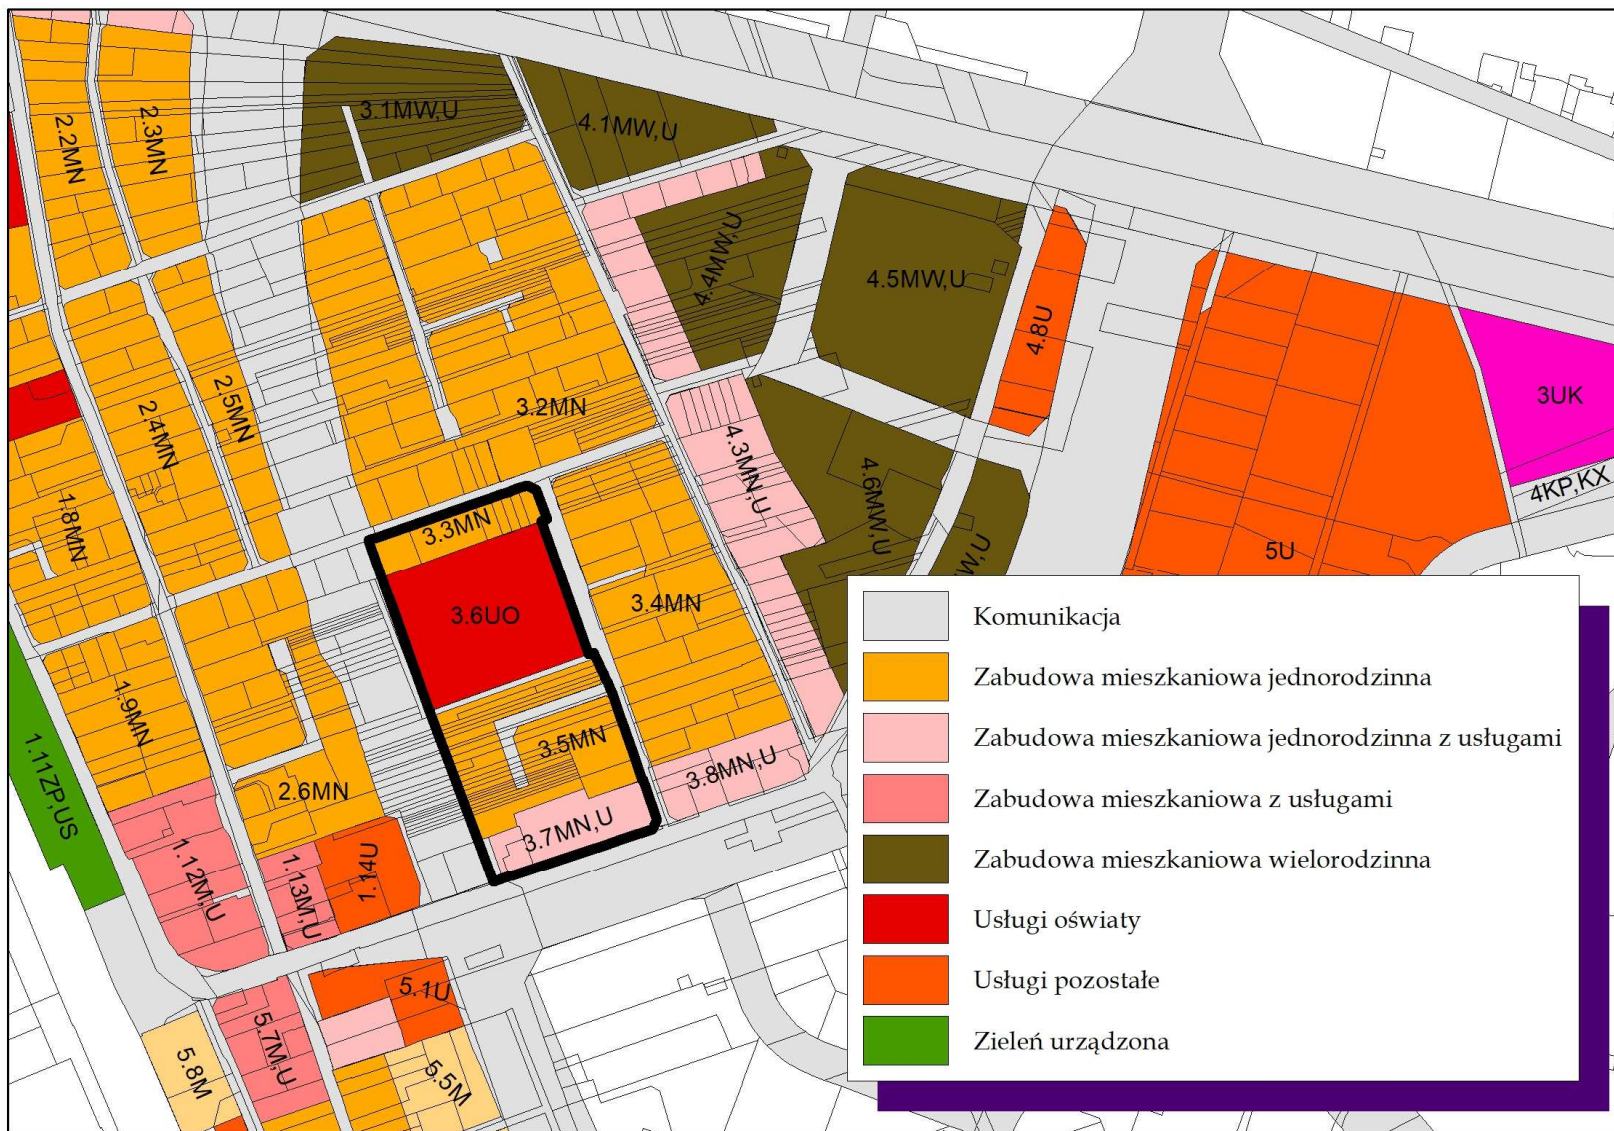 2.2MN
2.3MN
3.1MW,U
4.1MW,U
4.4MW,U
4.5MW,U
4.8U
3UK
4KP,KX
5U
2.4MN
2.5MN
3.2MN
4.3MN,U
4.6MW,U
W,U
1.8MN
3.3MN
3.6UO
3.4MN
1.9MN
1.11ZP,US
2.6MN
3.5MN
3.8MN,U
3.7MN,U
1.12M,U
1.13M,U
1.14U
5.1U
5.7M,U
5.8M
5.5M
Komunikacja
Zabudowa mieszkaniowa jednorodzinna
Zabudowa mieszkaniowa jednorodzinna z usługami
Zabudowa mieszkaniowa z usługami
Zabudowa mieszkaniowa wielorodzinna
Usługi oświaty
Usługi pozostałe
Zieleń urządzona